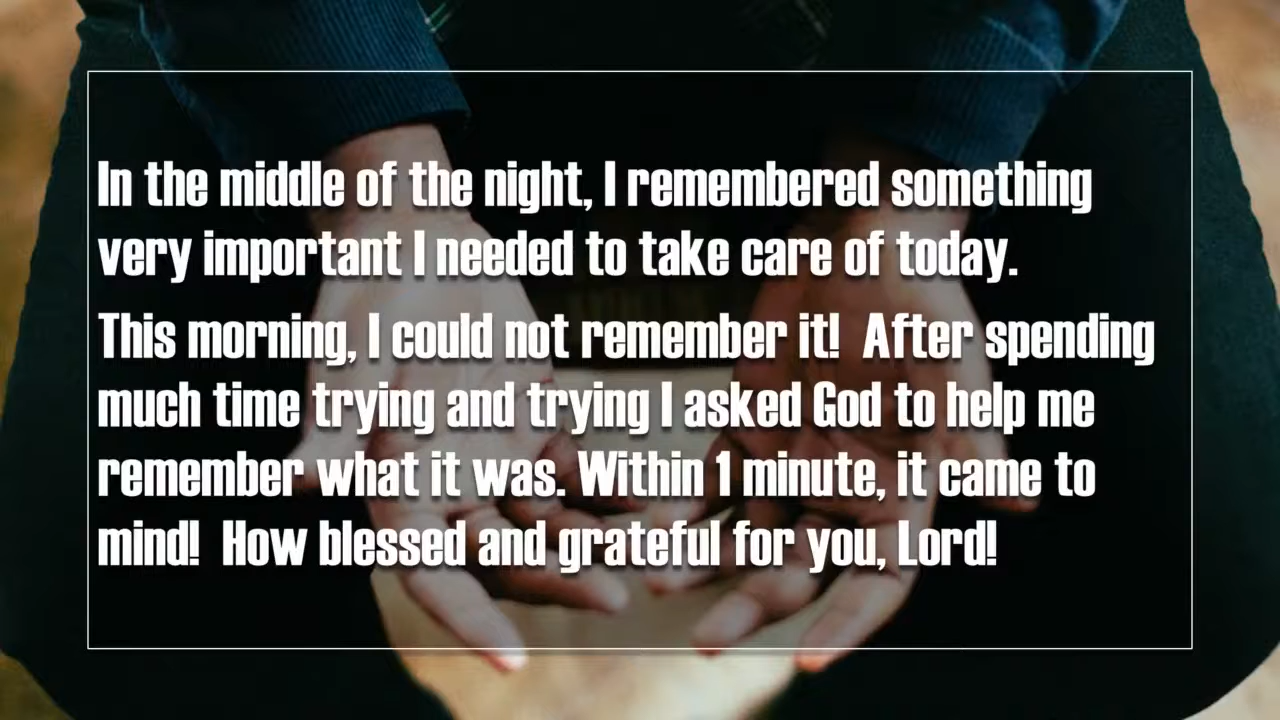 In the middle of the night, I remembered something
very important I needed to take care of today.
This morning, I could not remember it!  After spending
much time trying and trying I asked God to help me
remember what it was. Within 1 minute, it came to
mind!  How blessed and grateful for you, Lord!